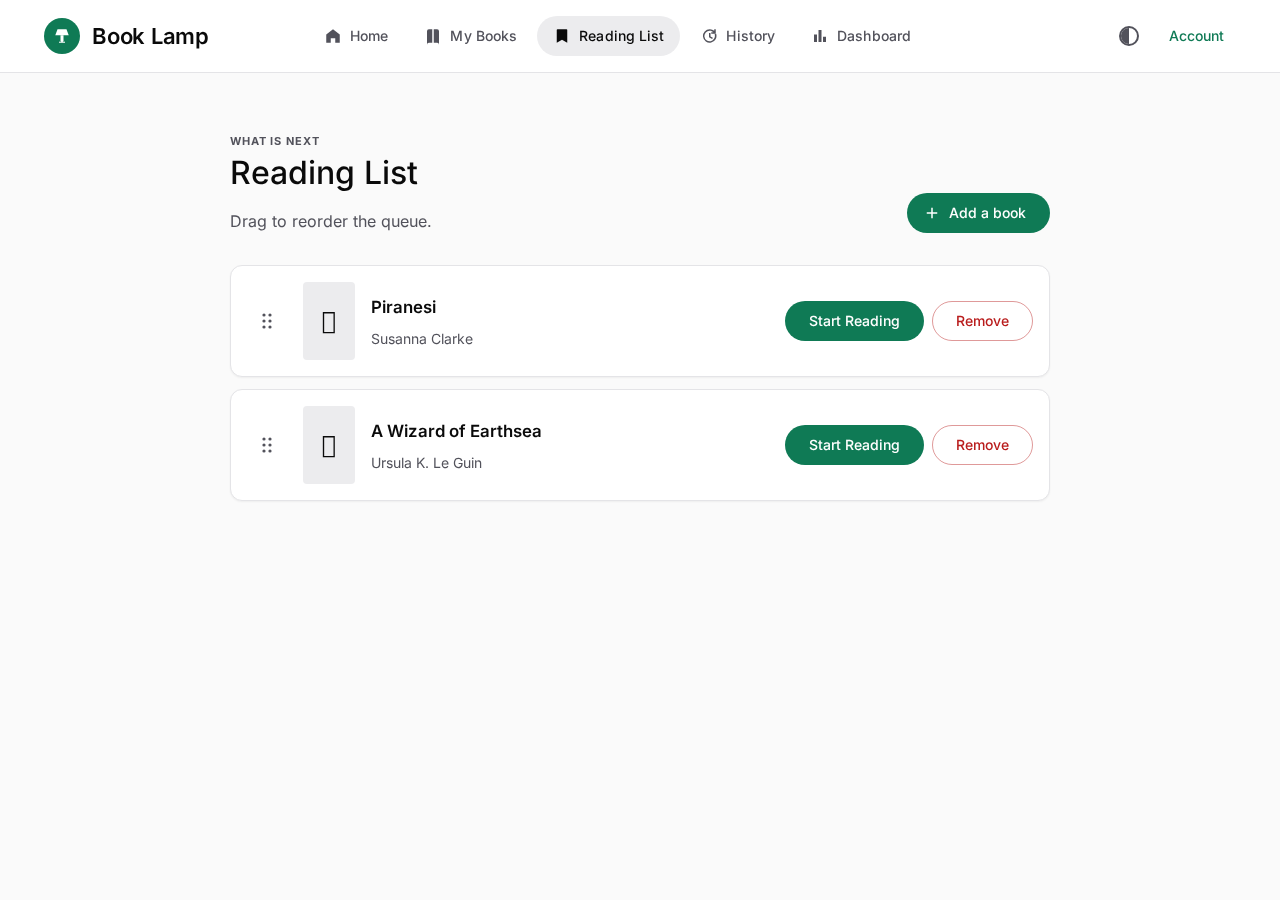 Book Lamp
Home
My Books
Reading List
History
Dashboard
Account
WHAT IS NEXT
Reading List
Drag to reorder the queue.
Add a book
Piranesi
Susanna Clarke
Start Reading
Remove
A Wizard of Earthsea
Ursula K. Le Guin
Start Reading
Remove